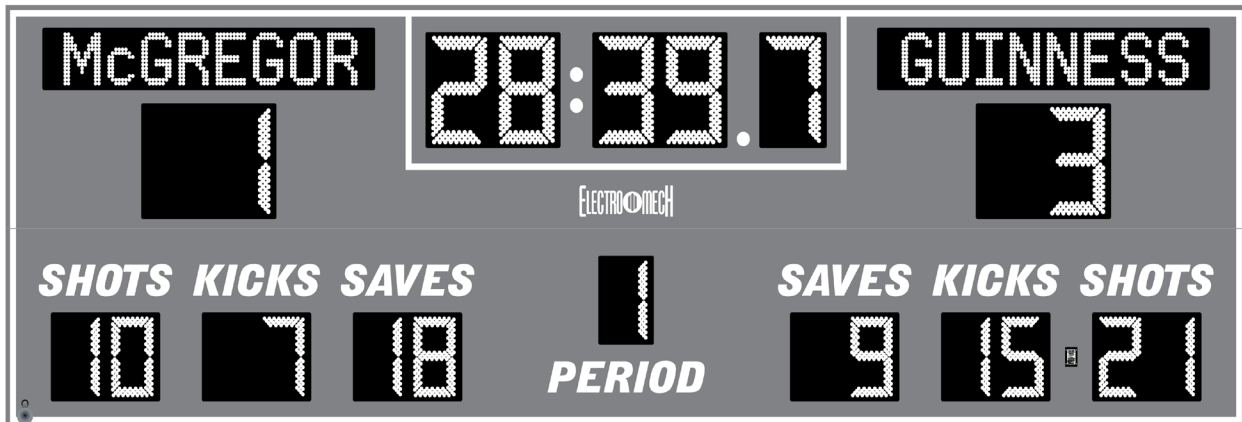 McGREGOR 28:39.7 GUINNESS
1 3
ELECTRO MECH
SHOTS KICKS SAVES 1 SAVES KICKS SHOTS
10 7 18 PERIOD 9 15 21